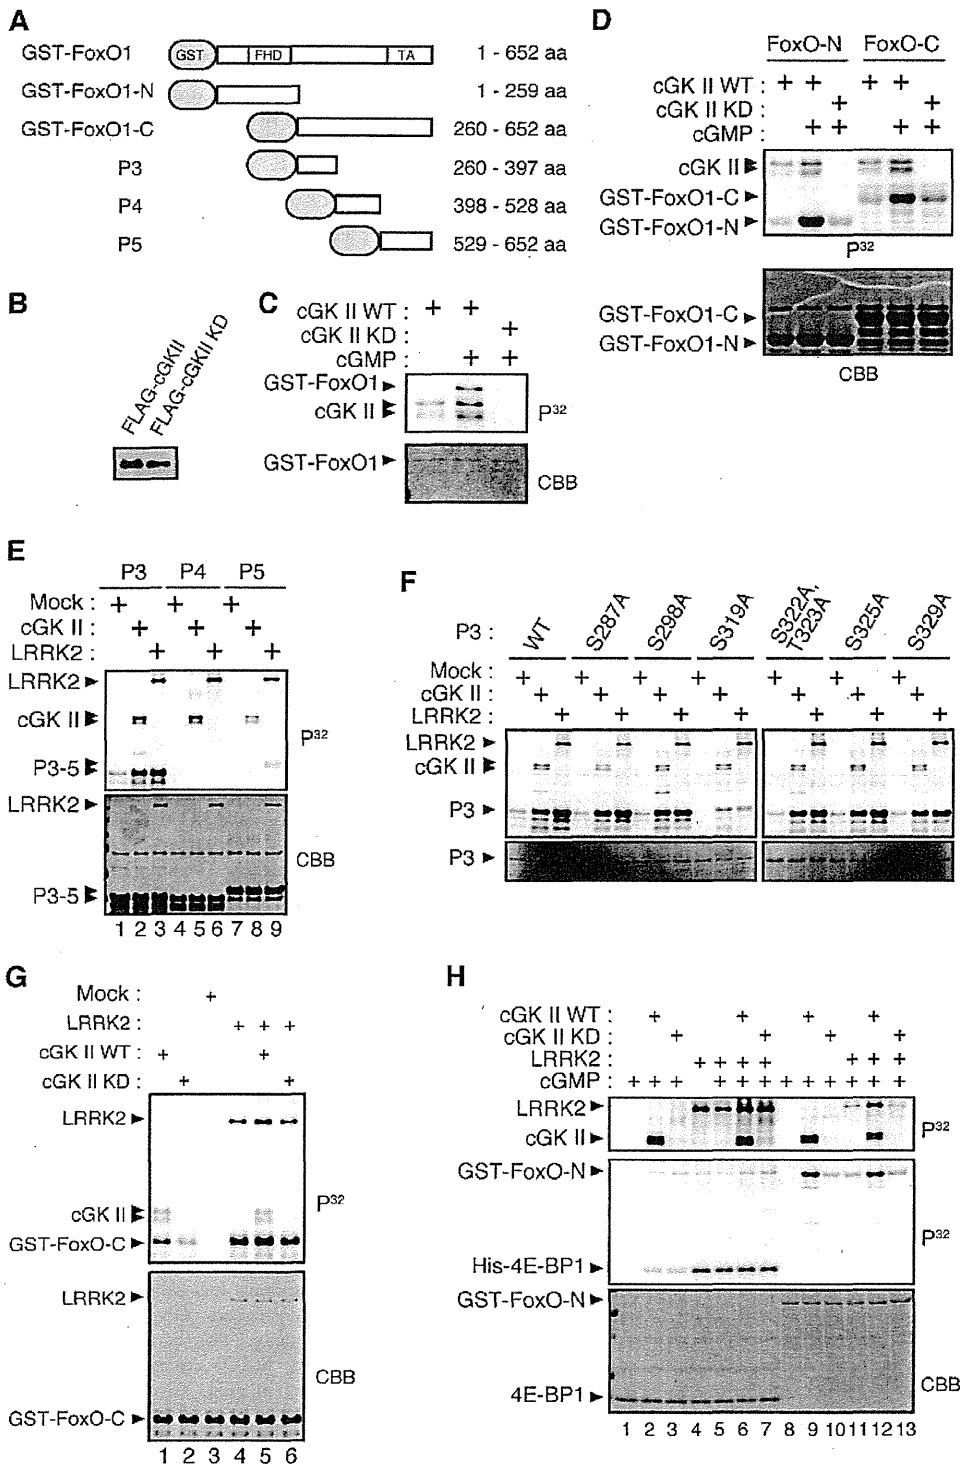 A
GST-FoxO1 GST FHD TA 1 - 652 aa
GST-FoxO1-N 1 - 259 aa
GST-FoxO1-C 260 - 652 aa
P3 260 - 397 aa
P4 398 - 528 aa
P5 529 - 652 aa
B
FLAG-cGKII
FLAG-cGKII KD
C
cGK II WT : + +
cGK II KD : +
cGMP : + +
GST-FoxO1
cGK II
P32
GST-FoxO1
CBB
D
FoxO-N FoxO-C
cGK II WT : + + + +
cGK II KD : + +
cGMP : + + + +
cGK II
GST-FoxO1-C
GST-FoxO1-N
P32
GST-FoxO1-C
GST-FoxO1-N
CBB
E
P3 P4 P5
Mock : + + +
cGK II : + + +
LRRK2 : + + +
LRRK2
cGK II
P32
P3-5
LRRK2
CBB
P3-5
1 2 3 4 5 6 7 8 9
F
P3 : WT S287A S298A S319A S322A, T323A S325A S329A
Mock : + + + + + + +
cGK II : + + + + + + +
LRRK2 : + + + + + + +
LRRK2
cGK II
P3
P3
G
Mock : +
LRRK2 : + + +
cGK II WT : + +
cGK II KD : + +
LRRK2
P32
cGK II
GST-FoxO-C
LRRK2
CBB
GST-FoxO-C
1 2 3 4 5 6
H
cGK II WT : + + + +
cGK II KD : + + + +
LRRK2 : + + + + + + +
cGMP : + + + + + + + + + + +
LRRK2
cGK II
P32
GST-FoxO-N
P32
His-4E-BP1
GST-FoxO-N
4E-BP1
CBB
1 2 3 4 5 6 7 8 9 10 11 12 13